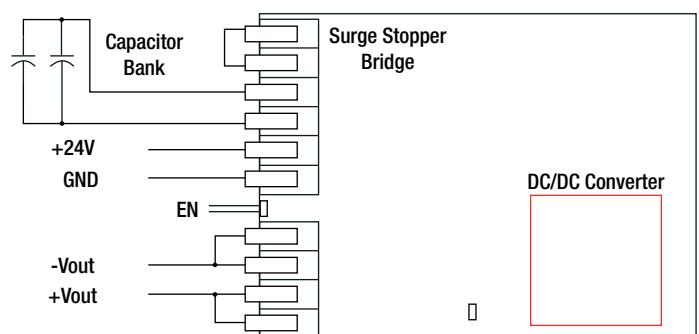 Capacitor
Bank
Surge Stopper
Bridge
+24V
GND
DC/DC Converter
EN
-Vout
+Vout